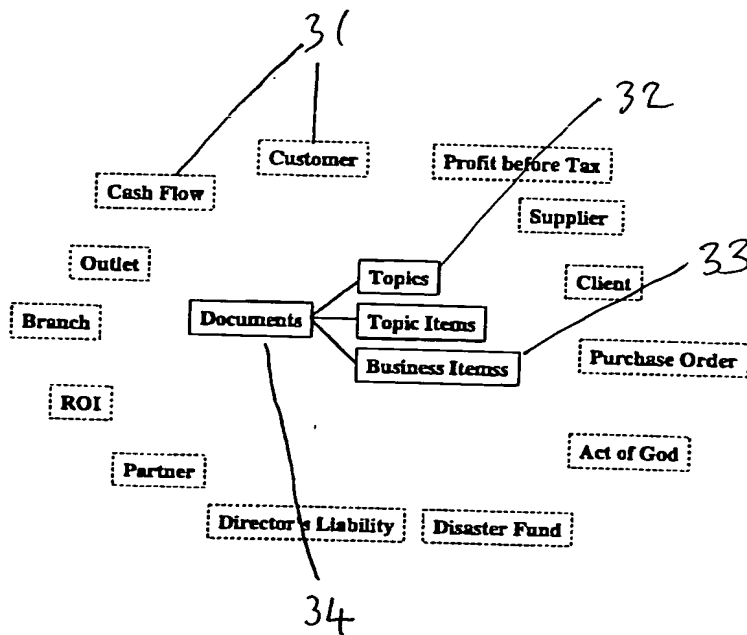 31
32
Customer
Profit before Tax
Cash Flow
Supplier
Outlet
Topics
Client
33
Branch
Documents
Topic Items
Business Itemss
Purchase Order
ROI
Partner
Act of God
Director's Liability
Disaster Fund
34